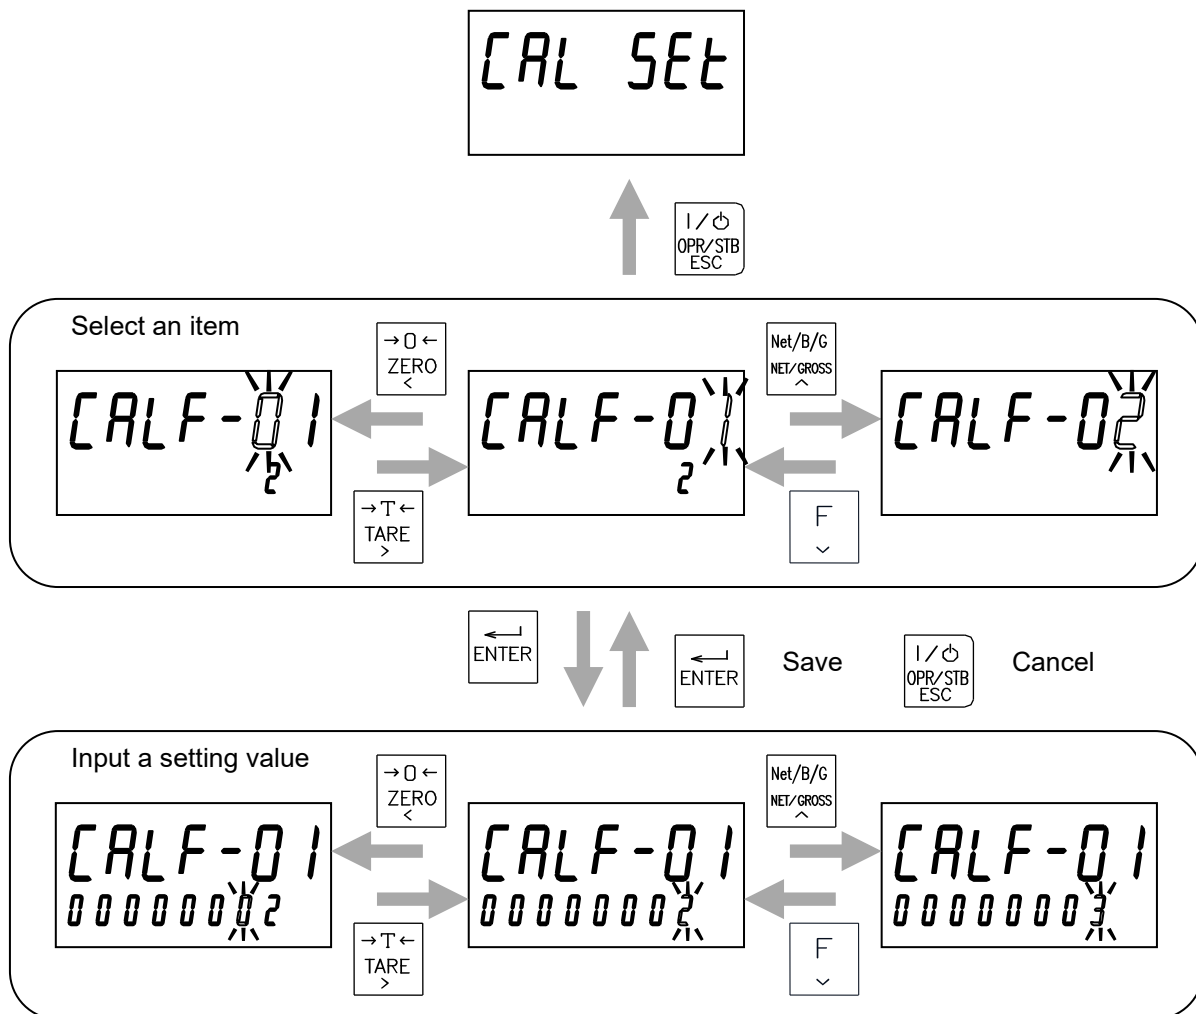 CAL SEt
I/⏻
OPR/STB
ESC
Select an item
→0←
ZERO
<
Net/B/G
NET/GROSS
^
CALF-01
2
CALF-01
2
CALF-02
→T←
TARE
>
F
⌄
ENTER
ENTER
Save
I/⏻
OPR/STB
ESC
Cancel
Input a setting value
→0←
ZERO
<
Net/B/G
NET/GROSS
^
CALF-01
00000002
CALF-01
00000002
CALF-01
00000003
→T←
TARE
>
F
⌄